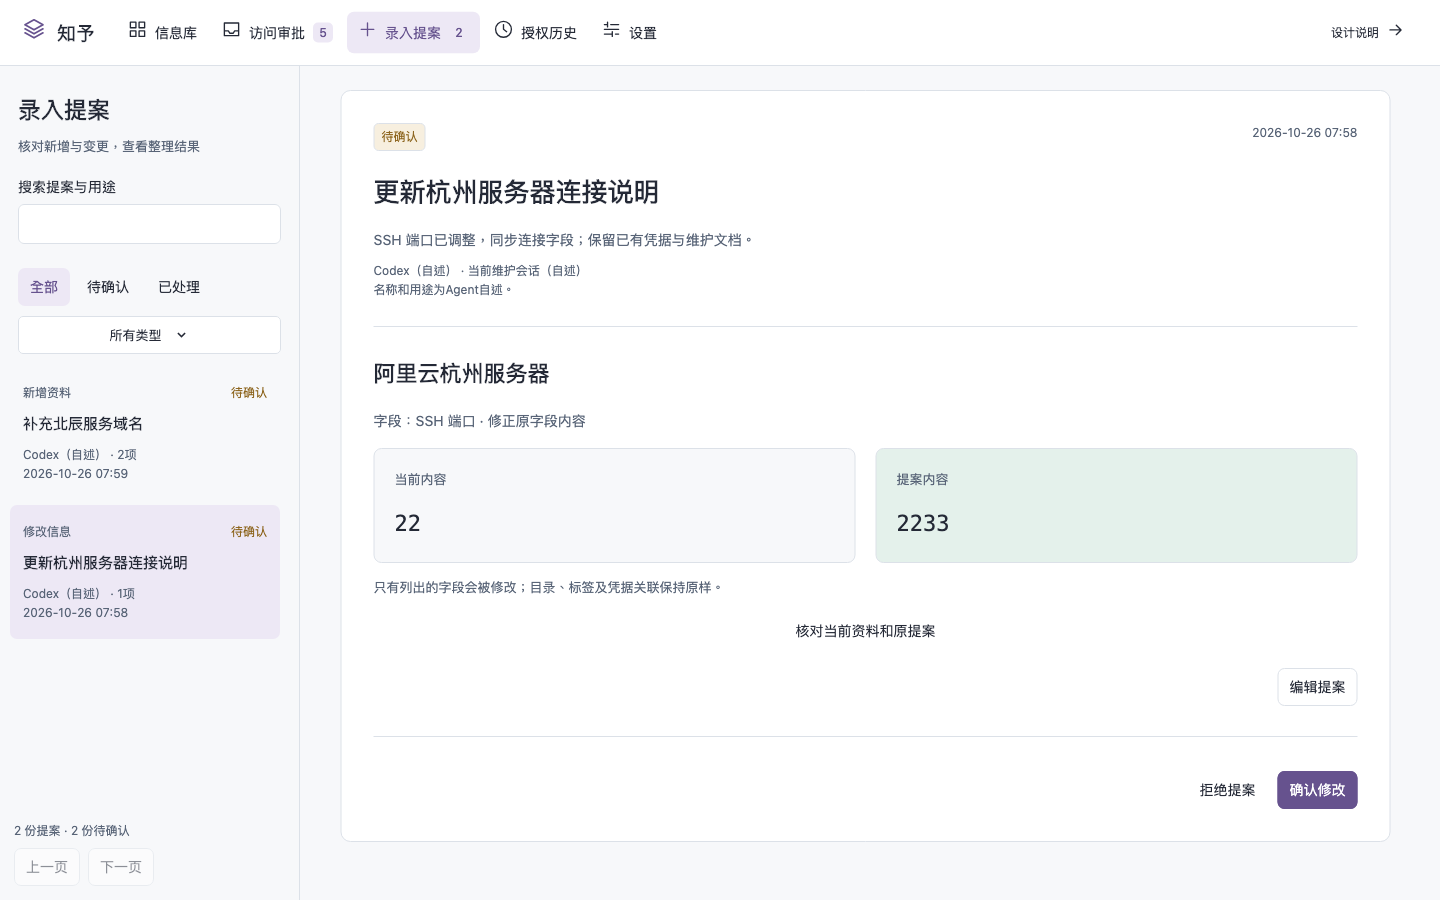 知予
信息库
访问审批 5
录入提案 2
授权历史
设置
设计说明
录入提案
核对新增与变更，查看整理结果
搜索提案与用途
全部 待确认 已处理
所有类型
新增资料 待确认
补充北辰服务域名
Codex（自述） · 2项
2026-10-26 07:59
修改信息 待确认
更新杭州服务器连接说明
Codex（自述） · 1项
2026-10-26 07:58
2 份提案 · 2 份待确认
上一页 下一页
待确认 2026-10-26 07:58
更新杭州服务器连接说明
SSH 端口已调整，同步连接字段；保留已有凭据与维护文档。
Codex（自述） · 当前维护会话（自述）
名称和用途为Agent自述。
阿里云杭州服务器
字段：SSH 端口 · 修正原字段内容
当前内容
22
提案内容
2233
只有列出的字段会被修改；目录、标签及凭据关联保持原样。
核对当前资料和原提案
编辑提案
拒绝提案 确认修改